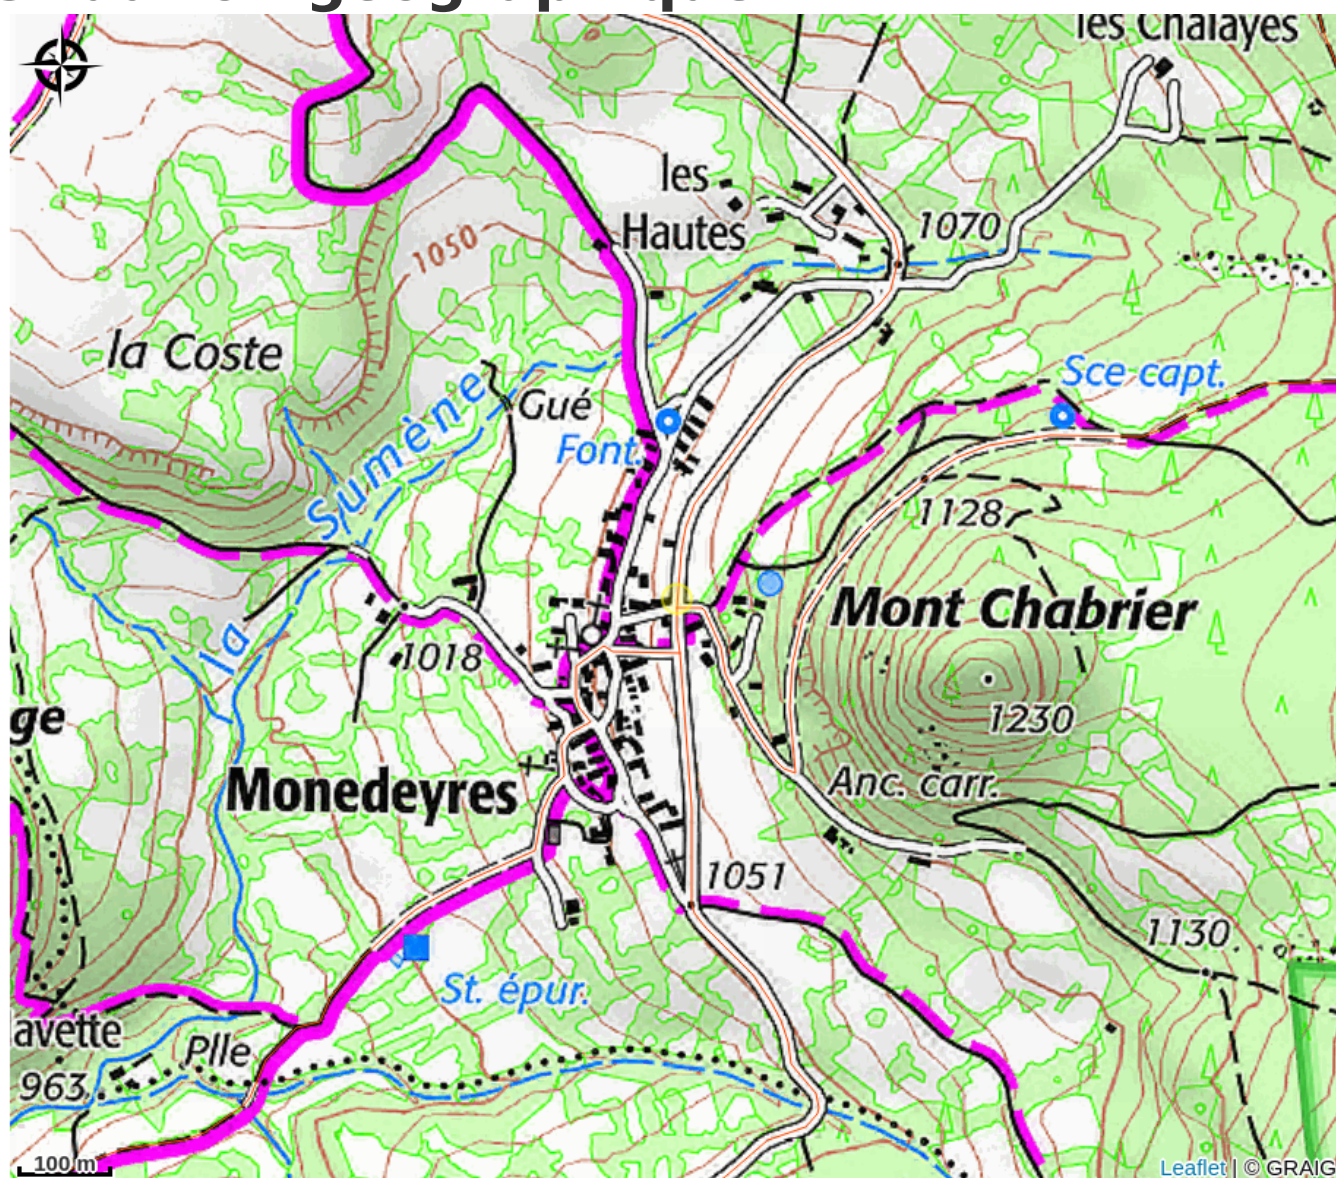 les Chalayes
les
Hautes
1070
1050
la Coste
Sce capt.
Gué
Font.
la Sumène
1128
Mont Chabrier
1018
1230
ge
Monedeyres
Anc. carr.
1051
1130
St. épur.
avette
Plle
963
100 m
Leaflet | © GRAIG